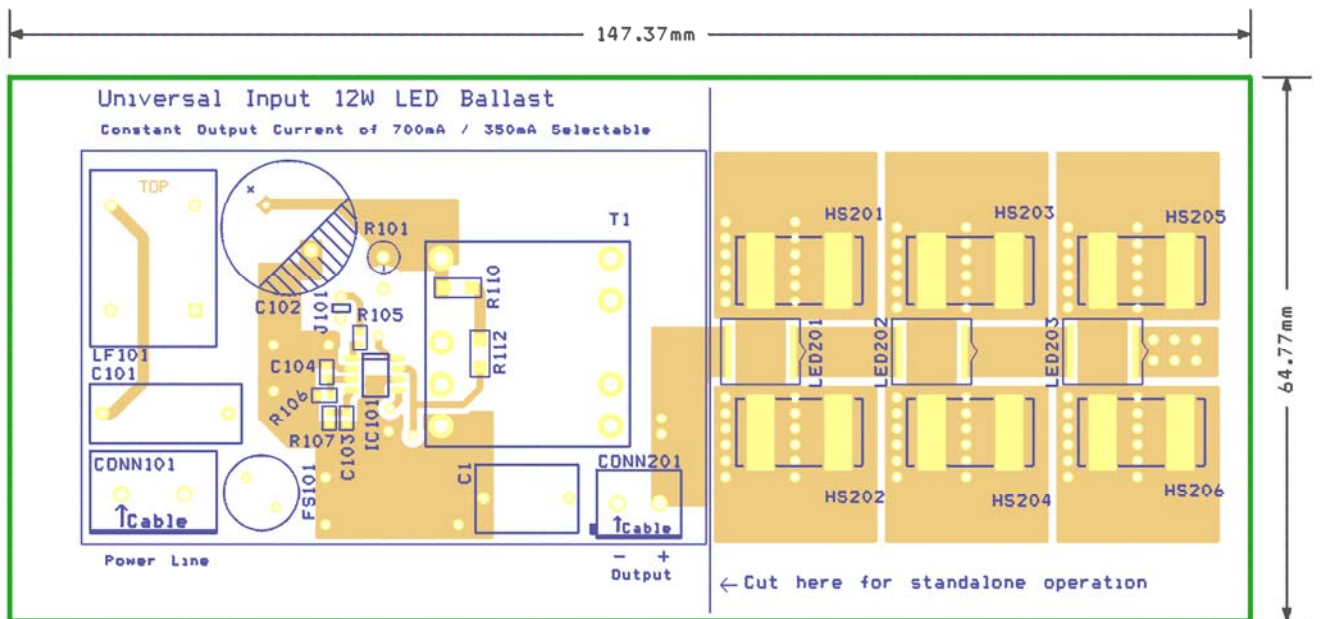 147.37mm
Universal Input 12W LED Ballast
Constant Output Current of 700mA / 350mA Selectable
TOP
×
R101
T1
HS201
HS203
HS205
C102
J101
R105
R110
R112
64.77mm
LF101
C101
C104
R106
R107
C103
IC101
LED201
LED202
LED203
CONN101
FS101
C1
CONN201
HS202
HS204
HS206
↑Cable
↑Cable
Power Line
- +
Output
←Cut here for standalone operation